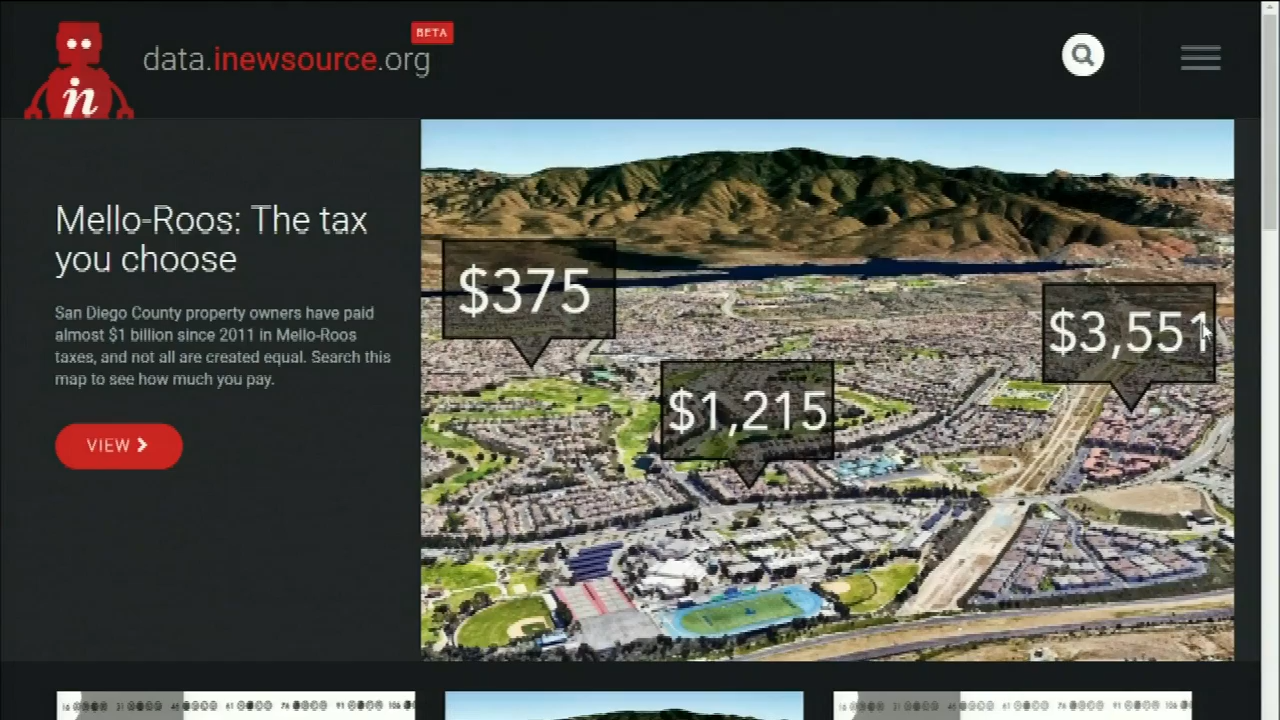 BETA
data.inewsource.org
in
Mello-Roos: The tax
you choose
San Diego County property owners have paid
almost $1 billion since 2011 in Mello-Roos
taxes, and not all are created equal. Search this
map to see how much you pay.
VIEW
$375
$1,215
$3,551